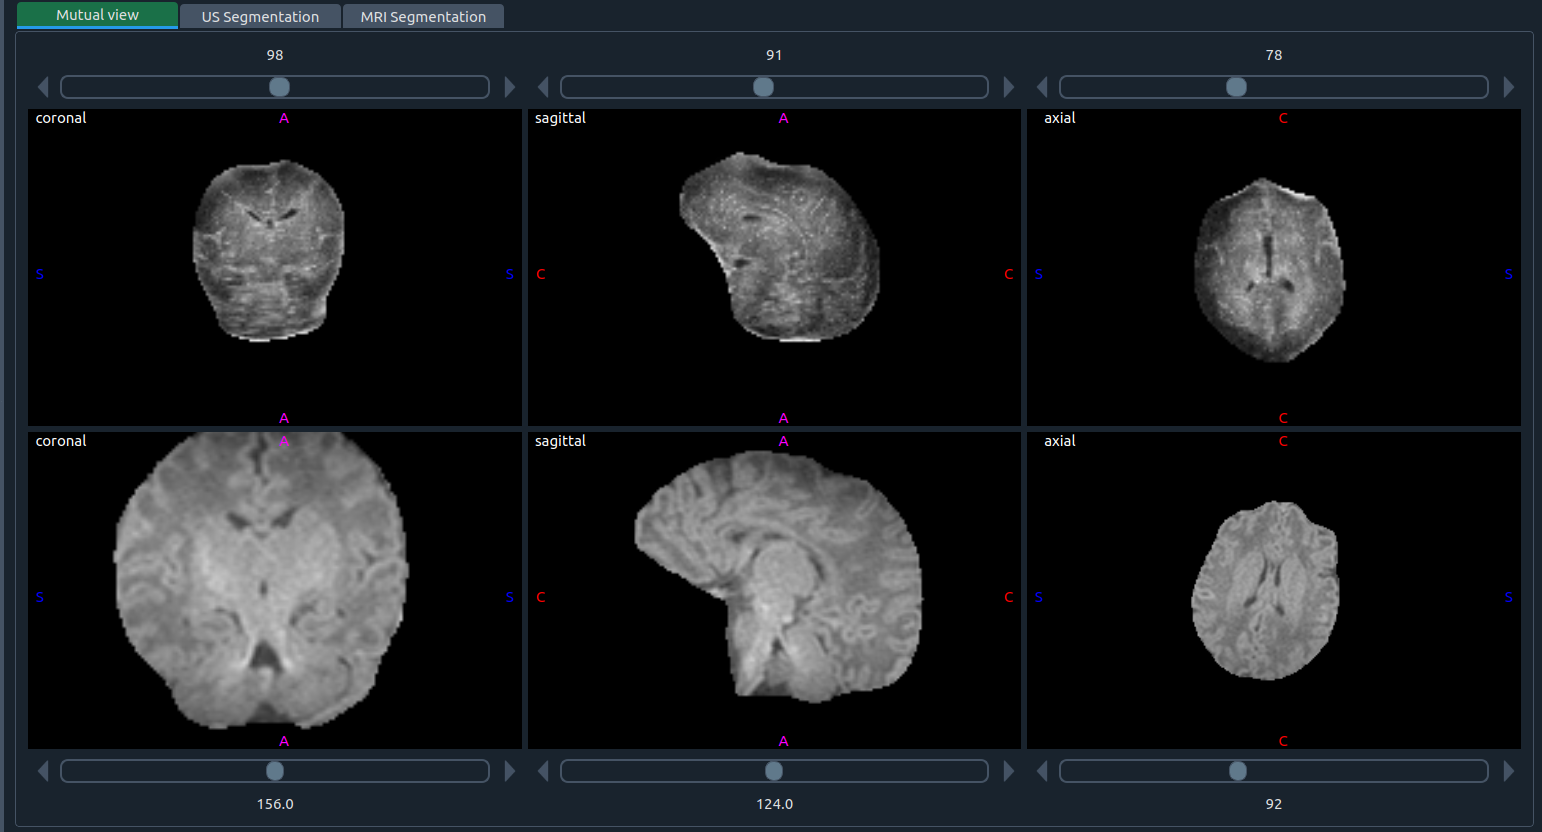 Mutual view US Segmentation MRI Segmentation
98 91 78
coronal A sagittal A axial C
S S C C S S
A A C
coronal A sagittal A axial C
S S C C S S
A A C
156.0 124.0 92